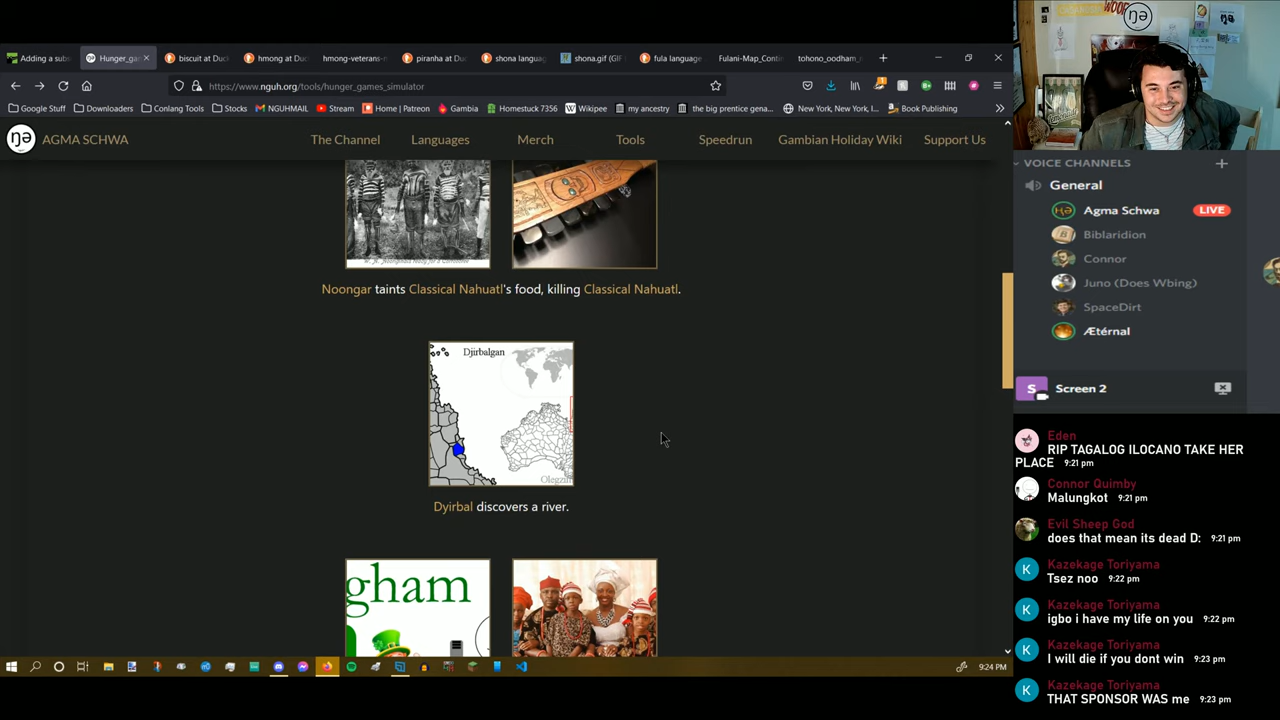 Adding a sub
Hunger_ga
biscuit at Duc
hmong at Duc
hmong-veterans-
piranha at Du
shona langua
shona.gif (GIF
fula language
Fulani-Map_Conti
tohono_oodham_
https://www.nguh.org/tools/hunger_games_simulator
Google Stuff
Downloaders
Conlang Tools
Stocks
NGUHMAIL
Stream
Home | Patreon
Gambia
Homestuck 7356
Wikipee
my ancestry
the big prentice gena...
New York, New York, I...
Book Publishing
ŋə AGMA SCHWA
The Channel
Languages
Merch
Tools
Speedrun
Gambian Holiday Wiki
Support Us
Noongar taints Classical Nahuatl's food, killing Classical Nahuatl.
Djirbalgan
Dyirbal discovers a river.
gham
9:24 PM
ŋə
VOICE CHANNELS
General
Agma Schwa LIVE
Biblaridion
Connor
Juno (Does Wbing)
SpaceDirt
Ætérnal
S Screen 2
Eden
RIP TAGALOG ILOCANO TAKE HER
PLACE 9:21 pm
Connor Quimby
Malungkot 9:21 pm
Evil Sheep God
does that mean its dead D: 9:21 pm
K Kazekage Toriyama
Tsez noo 9:22 pm
K Kazekage Toriyama
igbo i have my life on you 9:22 pm
K Kazekage Toriyama
I will die if you dont win 9:23 pm
K Kazekage Toriyama
THAT SPONSOR WAS me 9:23 pm